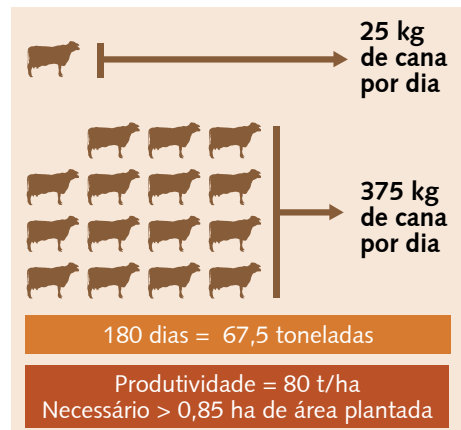 25 kg
de cana
por dia
375 kg
de cana
por dia
180 dias = 67,5 toneladas
Produtividade = 80 t/ha
Necessário > 0,85 ha de área plantada